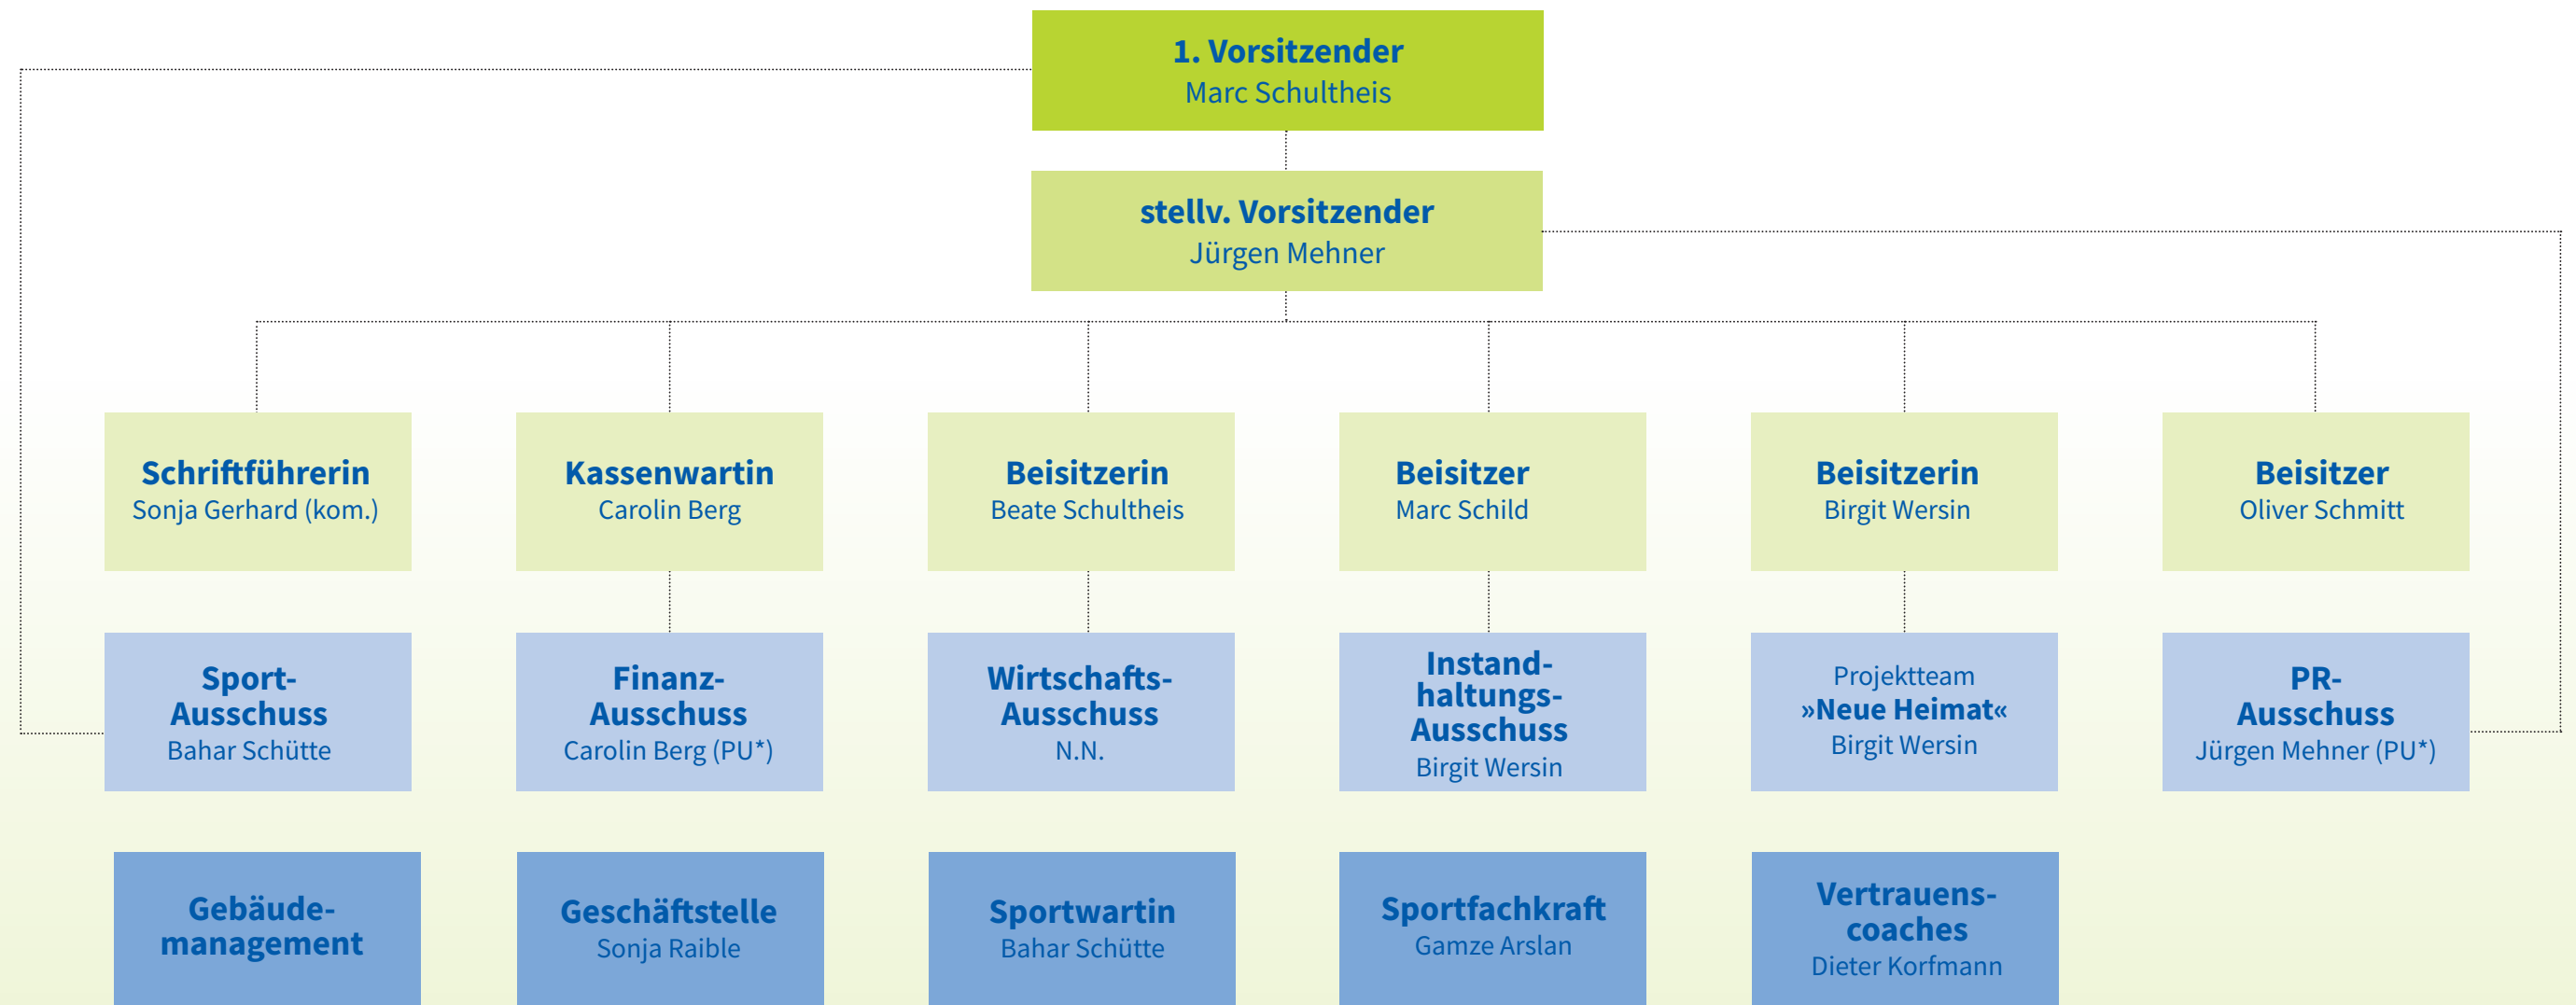 1. Vorsitzender
Marc Schultheis
stellv. Vorsitzender
Jürgen Mehner
Schriftführerin
Sonja Gerhard (kom.)
Kassenwartin
Carolin Berg
Beisitzerin
Beate Schultheis
Beisitzer
Marc Schild
Beisitzerin
Birgit Wersin
Beisitzer
Oliver Schmitt
Sport-
Ausschuss
Bahar Schütte
Finanz-
Ausschuss
Carolin Berg (PU*)
Wirtschafts-
Ausschuss
N.N.
Instand-
haltungs-
Ausschuss
Birgit Wersin
Projektteam
»Neue Heimat«
Birgit Wersin
PR-
Ausschuss
Jürgen Mehner (PU*)
Gebäude-
management
Geschäftstelle
Sonja Raible
Sportwartin
Bahar Schütte
Sportfachkraft
Gamze Arslan
Vertrauens-
coaches
Dieter Korfmann